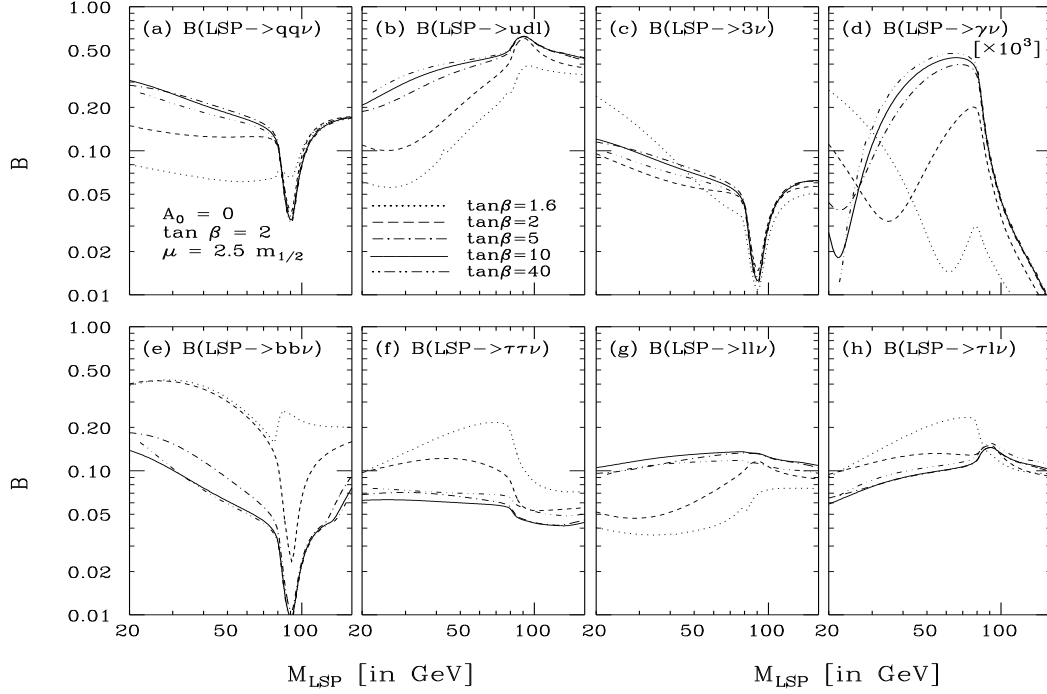 (a) B(LSP->qqν)
(b) B(LSP->udl)
(c) B(LSP->3ν)
(d) B(LSP->γν)
[×10³]
1.00
0.50
0.20
0.10
0.05
0.02
0.01
B
A₀ = 0
tan β = 2
μ = 2.5 m₁/₂
tanβ=1.6
tanβ=2
tanβ=5
tanβ=10
tanβ=40
(e) B(LSP->bbν)
(f) B(LSP->ττν)
(g) B(LSP->llν)
(h) B(LSP->τlν)
1.00
0.50
0.20
0.10
0.05
0.02
0.01
B
20 50 100 20 50 100 20 50 100 20 50 100
M_LSP [in GeV] M_LSP [in GeV]